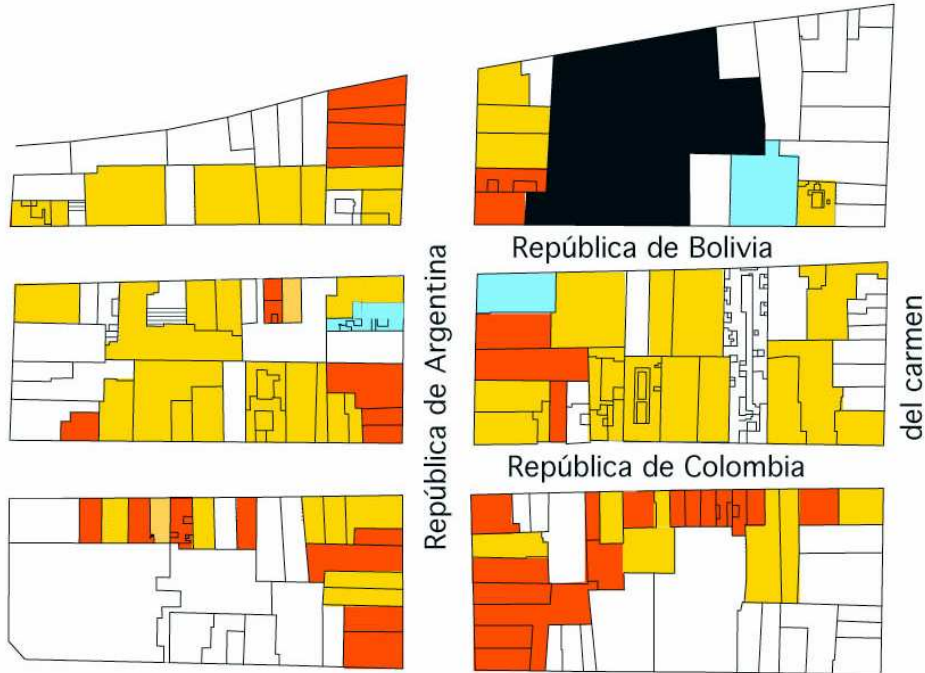 República de Bolivia
República de Argentina
del carmen
República de Colombia